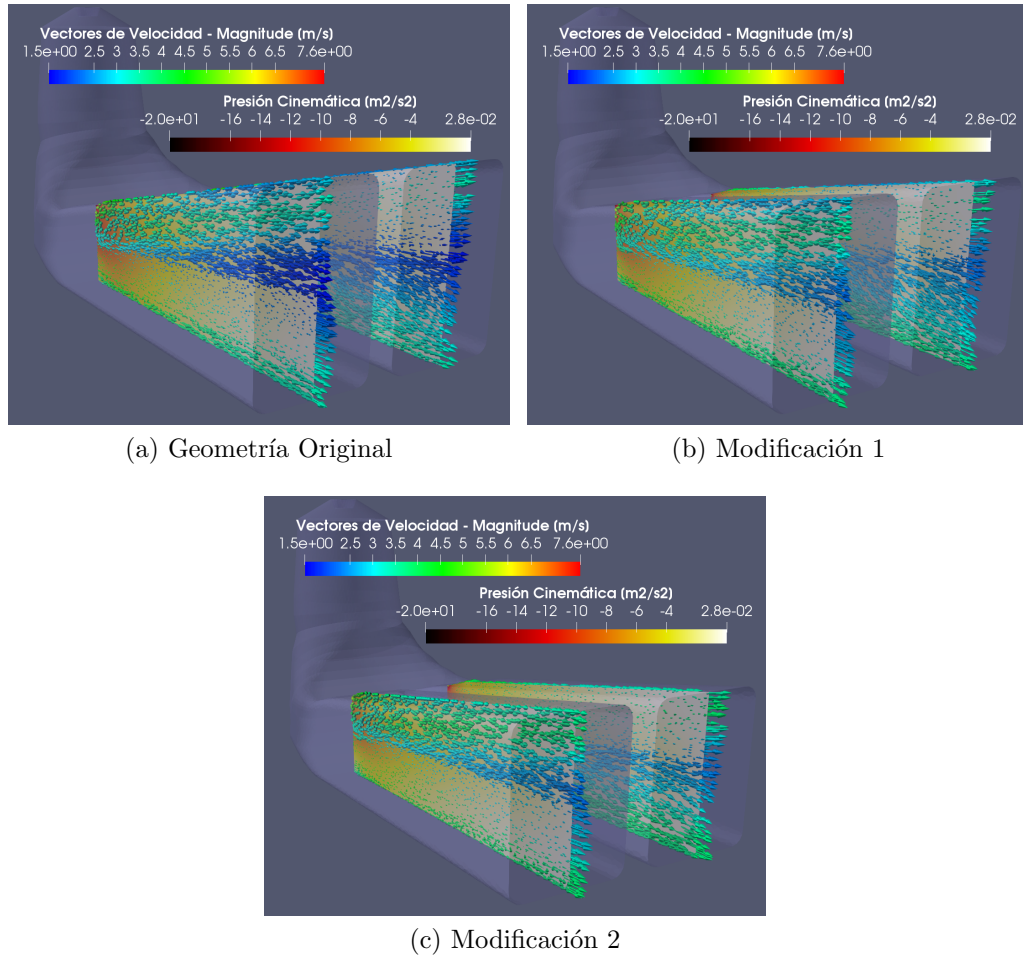 Vectores de Velocidad - Magnitude (m/s)
1.5e+00 2.5 3 3.5 4 4.5 5 5.5 6 6.5 7.6e+00
Presión Cinemática (m2/s2)
-2.0e+01 -16 -14 -12 -10 -8 -6 -4 2.8e-02
(a) Geometría Original
Vectores de Velocidad - Magnitude (m/s)
1.5e+00 2.5 3 3.5 4 4.5 5 5.5 6 6.5 7.6e+00
Presión Cinemática (m2/s2)
-2.0e+01 -16 -14 -12 -10 -8 -6 -4 2.8e-02
(b) Modificación 1
Vectores de Velocidad - Magnitude (m/s)
1.5e+00 2.5 3 3.5 4 4.5 5 5.5 6 6.5 7.6e+00
Presión Cinemática (m2/s2)
-2.0e+01 -16 -14 -12 -10 -8 -6 -4 2.8e-02
(c) Modificación 2